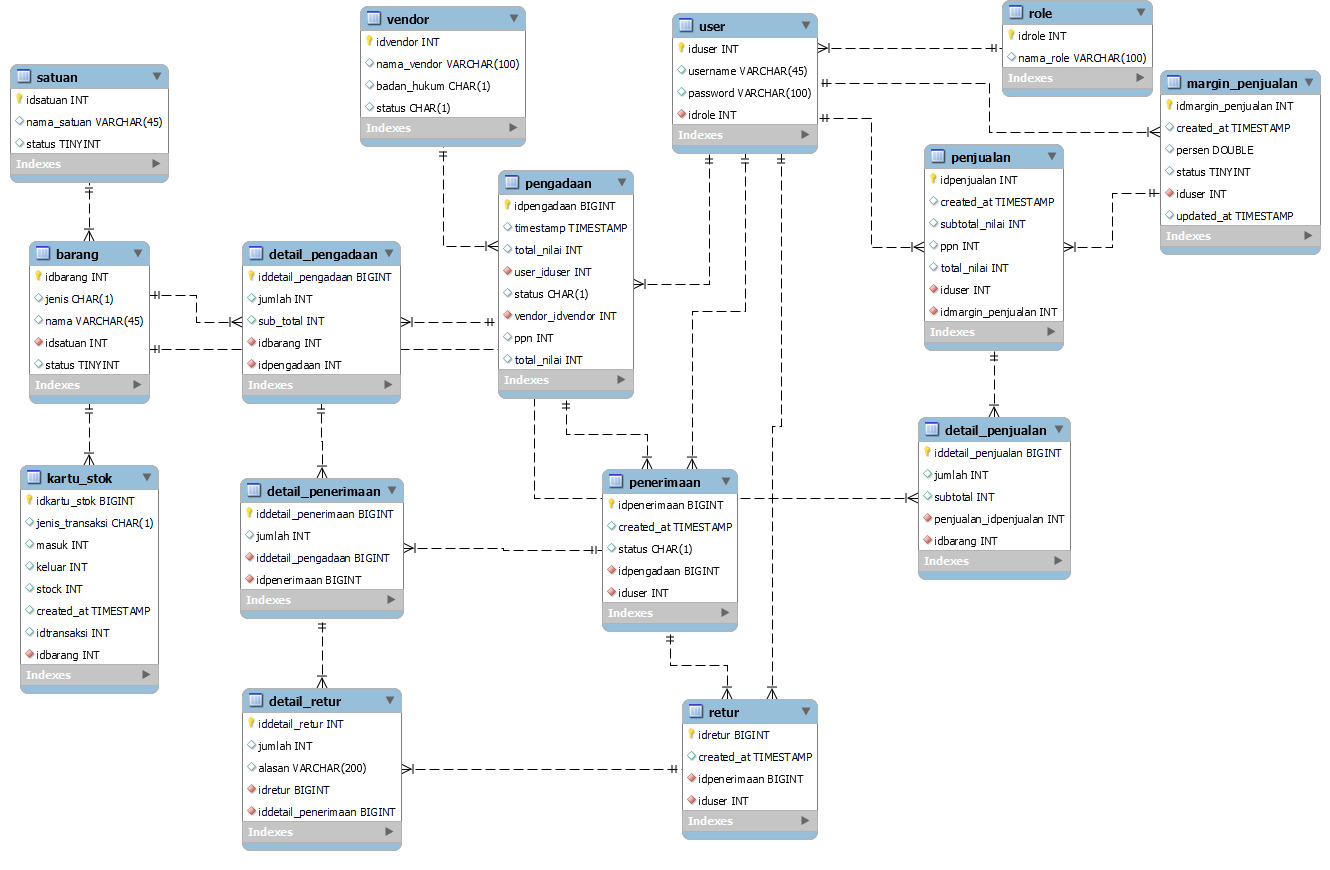 vendor
idvendor INT
nama_vendor VARCHAR(100)
badan_hukum CHAR(1)
status CHAR(1)
Indexes
user
iduser INT
username VARCHAR(45)
password VARCHAR(100)
idrole INT
Indexes
role
idrole INT
nama_role VARCHAR(100)
Indexes
satuan
idsatuan INT
nama_satuan VARCHAR(45)
status TINYINT
Indexes
margin_penjualan
idmargin_penjualan INT
created_at TIMESTAMP
persen DOUBLE
status TINYINT
iduser INT
updated_at TIMESTAMP
Indexes
pengadaan
idpengadaan BIGINT
timestamp TIMESTAMP
total_nilai INT
user_iduser INT
status CHAR(1)
vendor_idvendor INT
ppn INT
total_nilai INT
Indexes
penjualan
idpenjualan INT
created_at TIMESTAMP
subtotal_nilai INT
ppn INT
total_nilai INT
iduser INT
idmargin_penjualan INT
Indexes
barang
idbarang INT
jenis CHAR(1)
nama VARCHAR(45)
idsatuan INT
status TINYINT
Indexes
detail_pengadaan
iddetail_pengadaan BIGINT
jumlah INT
sub_total INT
idbarang INT
idpengadaan INT
Indexes
kartu_stok
idkartu_stok BIGINT
jenis_transaksi CHAR(1)
masuk INT
keluar INT
stock INT
created_at TIMESTAMP
idtransaksi INT
idbarang INT
Indexes
detail_penerimaan
iddetail_penerimaan BIGINT
jumlah INT
iddetail_pengadaan BIGINT
idpenerimaan BIGINT
Indexes
penerimaan
idpenerimaan BIGINT
created_at TIMESTAMP
status CHAR(1)
idpengadaan BIGINT
iduser INT
Indexes
detail_penjualan
iddetail_penjualan BIGINT
jumlah INT
subtotal INT
penjualan_idpenjualan INT
idbarang INT
Indexes
detail_retur
iddetail_retur INT
jumlah INT
alasan VARCHAR(200)
idretur BIGINT
iddetail_penerimaan BIGINT
Indexes
retur
idretur BIGINT
created_at TIMESTAMP
idpenerimaan BIGINT
iduser INT
Indexes